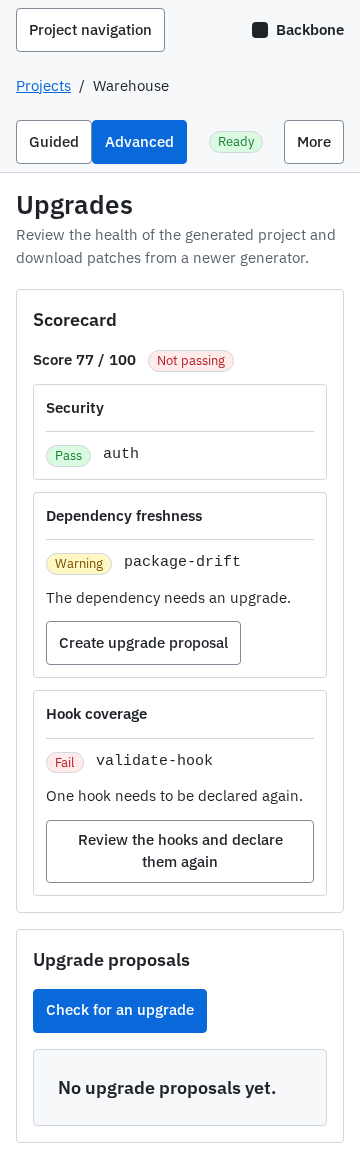 Project navigation
Backbone
Projects / Warehouse
Guided
Advanced
Ready
More
Upgrades
Review the health of the generated project and
download patches from a newer generator.
Scorecard
Score 77 / 100
Not passing
Security
Pass
auth
Dependency freshness
Warning
package-drift
The dependency needs an upgrade.
Create upgrade proposal
Hook coverage
Fail
validate-hook
One hook needs to be declared again.
Review the hooks and declare
them again
Upgrade proposals
Check for an upgrade
No upgrade proposals yet.